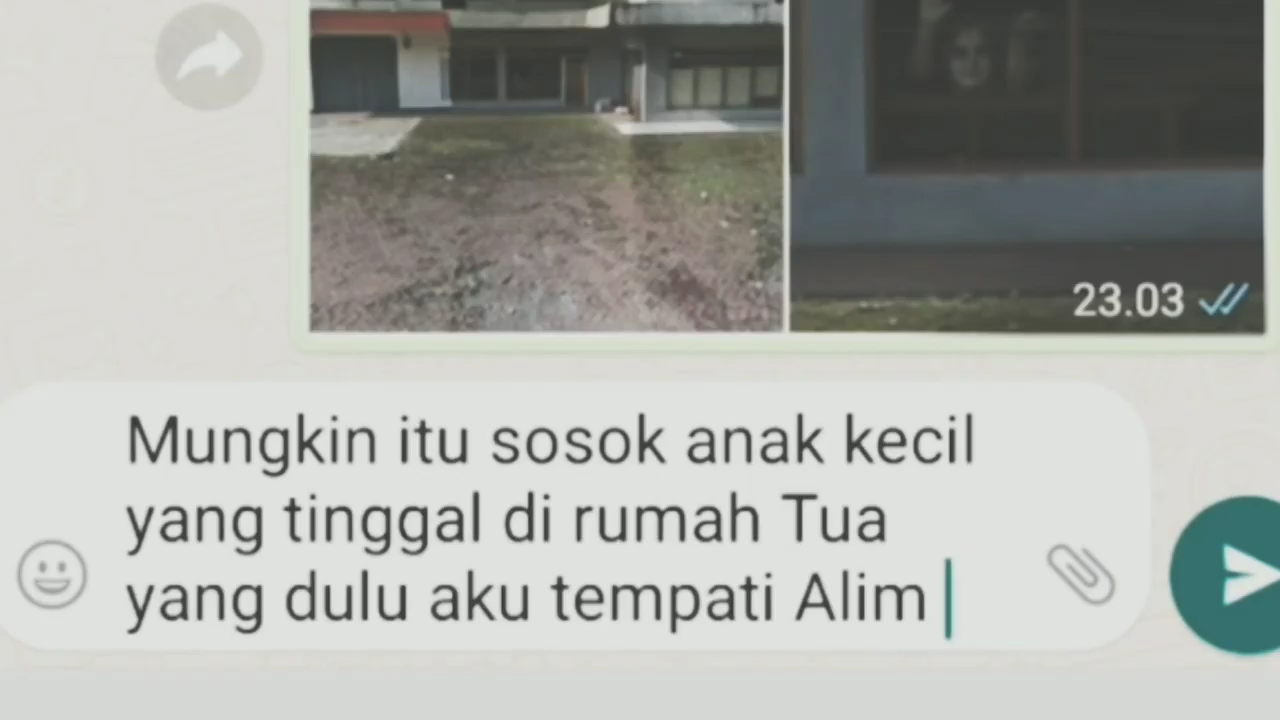 23.03
Mungkin itu sosok anak kecil
yang tinggal di rumah Tua
yang dulu aku tempati Alim